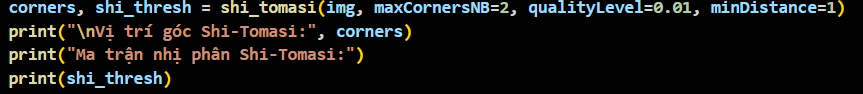 corners, shi_thresh = shi_tomasi(img, maxCornersNB=2, qualityLevel=0.01, minDistance=1)
print("\nVị trí góc Shi-Tomasi:", corners)
print("Ma trận nhị phân Shi-Tomasi:")
print(shi_thresh)